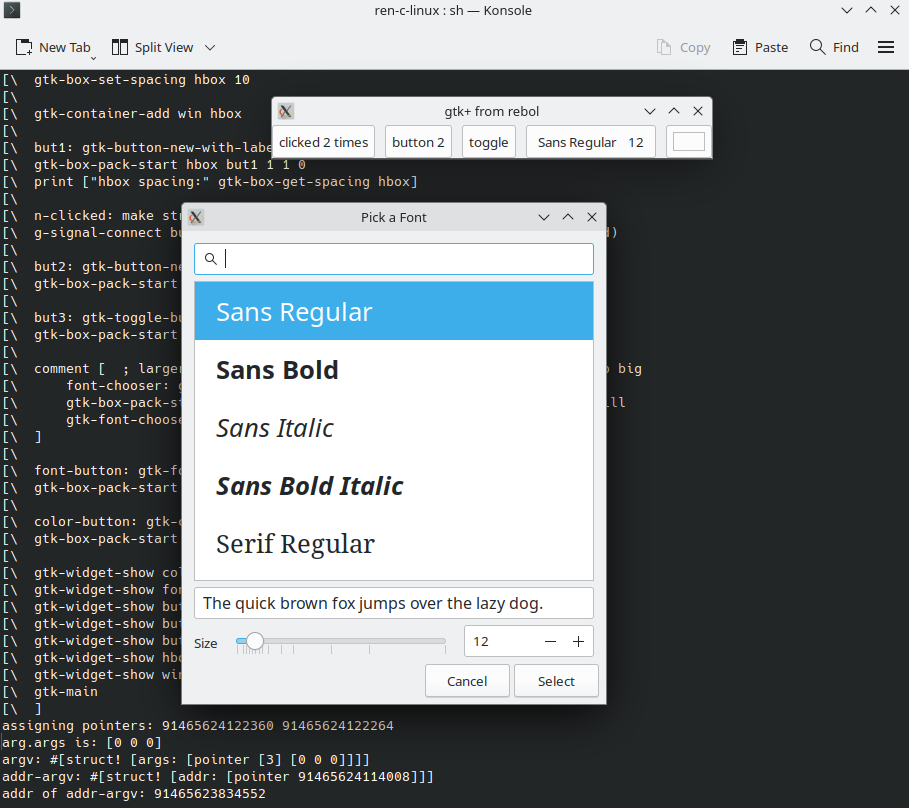 ren-c-linux : sh — Konsole
New Tab Split View Copy Paste Find
[\  gtk-box-set-spacing hbox 10
[\
[\  gtk-container-add win hbox
[\
[\  but1: gtk-button-new-with-labe
[\  gtk-box-pack-start hbox but1 1 1 0
[\  print ["hbox spacing:" gtk-box-get-spacing hbox]
[\
[\  n-clicked: make str
[\  g-signal-connect bu )
[\
[\  but2: gtk-button-ne
[\  gtk-box-pack-start
[\
[\  but3: gtk-toggle-bu
[\  gtk-box-pack-start
[\
[\  comment [  ; larger big
[\      font-chooser: g
[\      gtk-box-pack-st ll
[\      gtk-font-choose
[\  ]
[\
[\  font-button: gtk-fo
[\  gtk-box-pack-start
[\
[\  color-button: gtk-c
[\  gtk-box-pack-start
[\
[\  gtk-widget-show col
[\  gtk-widget-show fon
[\  gtk-widget-show but
[\  gtk-widget-show but
[\  gtk-widget-show but
[\  gtk-widget-show hbo
[\  gtk-widget-show win
[\  gtk-main
[\  ]
assigning pointers: 91465624122360 91465624122264
arg.args is: [0 0 0]
argv: #[struct! [args: [pointer [3] [0 0 0]]]]
addr-argv: #[struct! [addr: [pointer 91465624114008]]]
addr of addr-argv: 91465623834552
gtk+ from rebol
clicked 2 times button 2 toggle Sans Regular 12
Pick a Font
Sans Regular
Sans Bold
Sans Italic
Sans Bold Italic
Serif Regular
The quick brown fox jumps over the lazy dog.
Size 12
Cancel Select